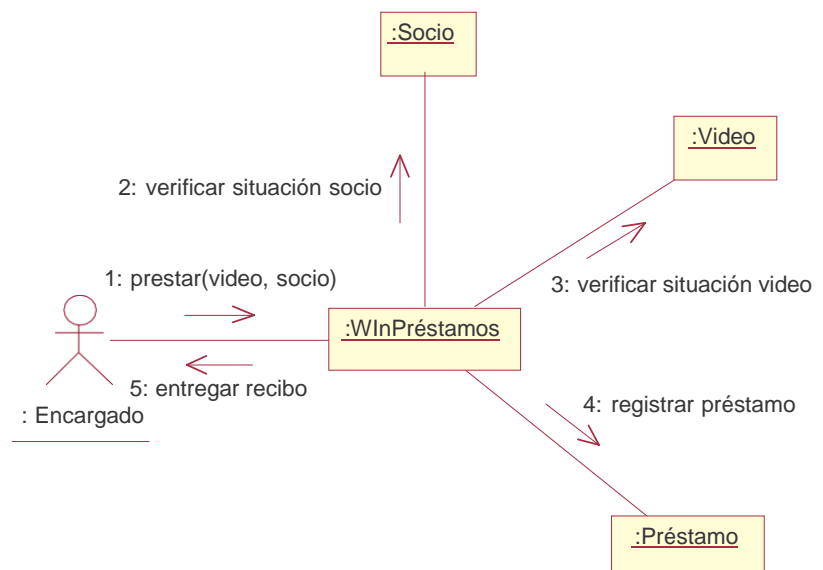 :Socio
:Video
2: verificar situación socio
1: prestar(video, socio)
3: verificar situación video
:WInPréstamos
5: entregar recibo
4: registrar préstamo
: Encargado
:Préstamo